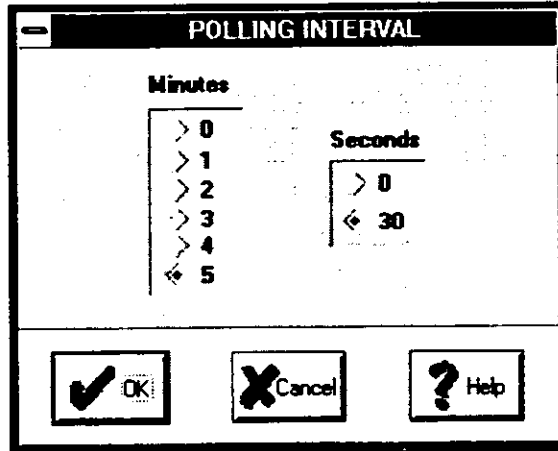 POLLING INTERVAL
Minutes
0
1
2
3
4
5
Seconds
0
30
OK
Cancel
Help